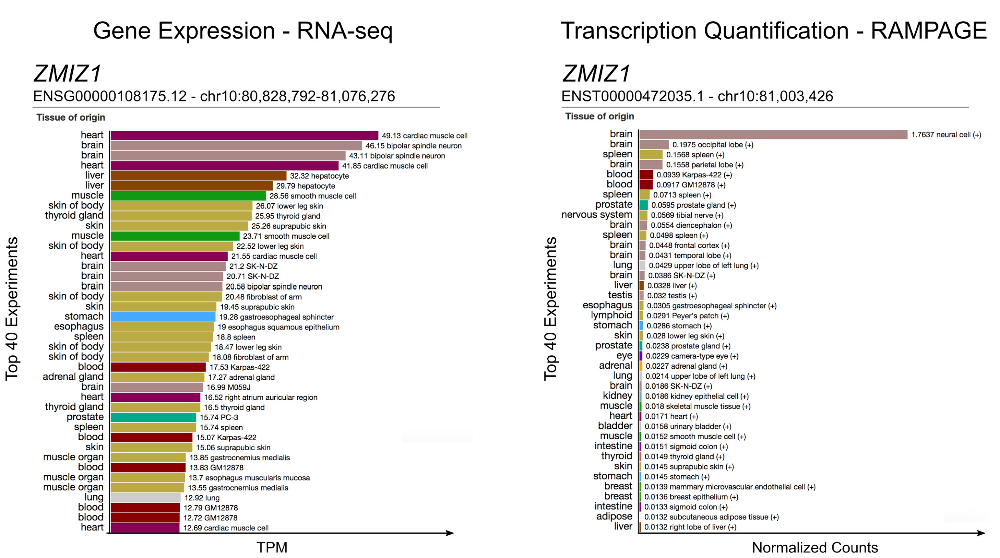 Gene Expression - RNA-seq
ZMIZ1
ENSG00000108175.12 - chr10:80,828,792-81,076,276
Tissue of origin
Top 40 Experiments
heart 49.13 cardiac muscle cell
brain 46.15 bipolar spindle neuron
brain 43.11 bipolar spindle neuron
heart 41.85 cardiac muscle cell
liver 32.32 hepatocyte
liver 29.79 hepatocyte
muscle 28.56 smooth muscle cell
skin of body 26.07 lower leg skin
thyroid gland 25.95 thyroid gland
skin 25.26 suprapubic skin
muscle 23.71 smooth muscle cell
skin of body 22.52 lower leg skin
heart 21.55 cardiac muscle cell
brain 21.2 SK-N-DZ
brain 20.71 SK-N-DZ
brain 20.58 bipolar spindle neuron
skin of body 20.48 fibroblast of arm
skin 19.45 suprapubic skin
stomach 19.28 gastroesophageal sphincter
esophagus 19 esophagus squamous epithelium
spleen 18.8 spleen
skin of body 18.47 lower leg skin
skin of body 18.08 fibroblast of arm
blood 17.53 Karpas-422
adrenal gland 17.27 adrenal gland
brain 16.99 M059J
heart 16.52 right atrium auricular region
thyroid gland 16.5 thyroid gland
prostate 15.74 PC-3
spleen 15.74 spleen
blood 15.07 Karpas-422
skin 15.06 suprapubic skin
muscle organ 13.85 gastrocnemius medialis
blood 13.83 GM12878
muscle organ 13.7 esophagus muscularis mucosa
muscle organ 13.55 gastrocnemius medialis
lung 12.92 lung
blood 12.79 GM12878
blood 12.72 GM12878
heart 12.69 cardiac muscle cell
TPM
Transcription Quantification - RAMPAGE
ZMIZ1
ENST00000472035.1 - chr10:81,003,426
Tissue of origin
Top 40 Experiments
brain 1.7637 neural cell (+)
brain 0.1975 occipital lobe (+)
spleen 0.1568 spleen (+)
brain 0.1558 parietal lobe (+)
blood 0.0939 Karpas-422 (+)
blood 0.0917 GM12878 (+)
spleen 0.0713 spleen (+)
prostate 0.0595 prostate gland (+)
nervous system 0.0569 tibial nerve (+)
brain 0.0554 diencephalon (+)
spleen 0.0498 spleen (+)
brain 0.0448 frontal cortex (+)
brain 0.0431 temporal lobe (+)
lung 0.0429 upper lobe of left lung (+)
brain 0.0386 SK-N-DZ (+)
liver 0.0328 liver (+)
testis 0.032 testis (+)
esophagus 0.0305 gastroesophageal sphincter (+)
lymphoid 0.0291 Peyer's patch (+)
stomach 0.0286 stomach (+)
skin 0.028 lower leg skin (+)
prostate 0.0238 prostate gland (+)
eye 0.0229 camera-type eye (+)
adrenal 0.0227 adrenal gland (+)
lung 0.0214 upper lobe of left lung (+)
brain 0.0186 SK-N-DZ (+)
kidney 0.0186 kidney epithelial cell (+)
muscle 0.018 skeletal muscle tissue (+)
heart 0.0171 heart (+)
bladder 0.0158 urinary bladder (+)
muscle 0.0152 smooth muscle cell (+)
intestine 0.0151 sigmoid colon (+)
thyroid 0.0149 thyroid gland (+)
skin 0.0145 suprapubic skin (+)
stomach 0.0145 stomach (+)
breast 0.0139 mammary microvascular endothelial cell (+)
breast 0.0136 breast epithelium (+)
intestine 0.0133 sigmoid colon (+)
adipose 0.0132 subcutaneous adipose tissue (+)
liver 0.0132 right lobe of liver (+)
Normalized Counts